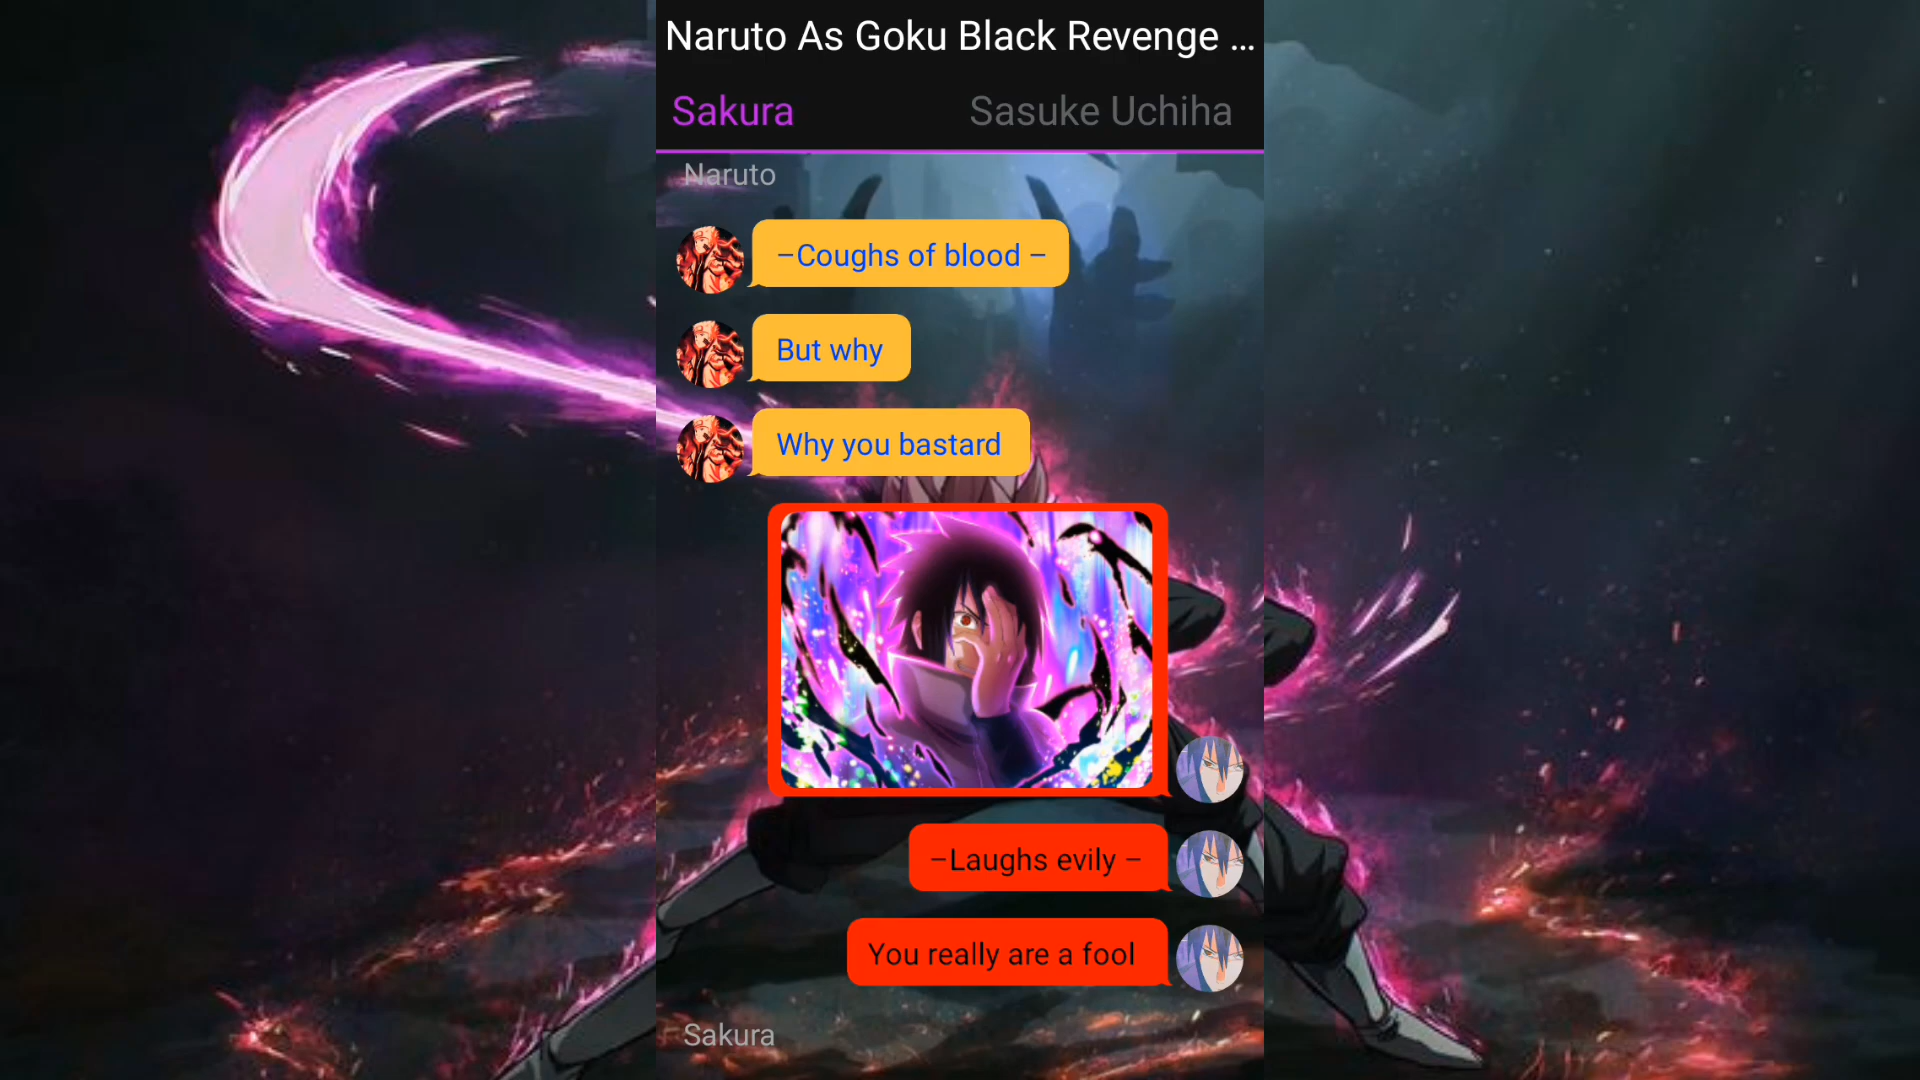 Naruto As Goku Black Revenge ...
Sakura
Sasuke Uchiha
Naruto
–Coughs of blood –
But why
Why you bastard
–Laughs evily –
You really are a fool
Sakura